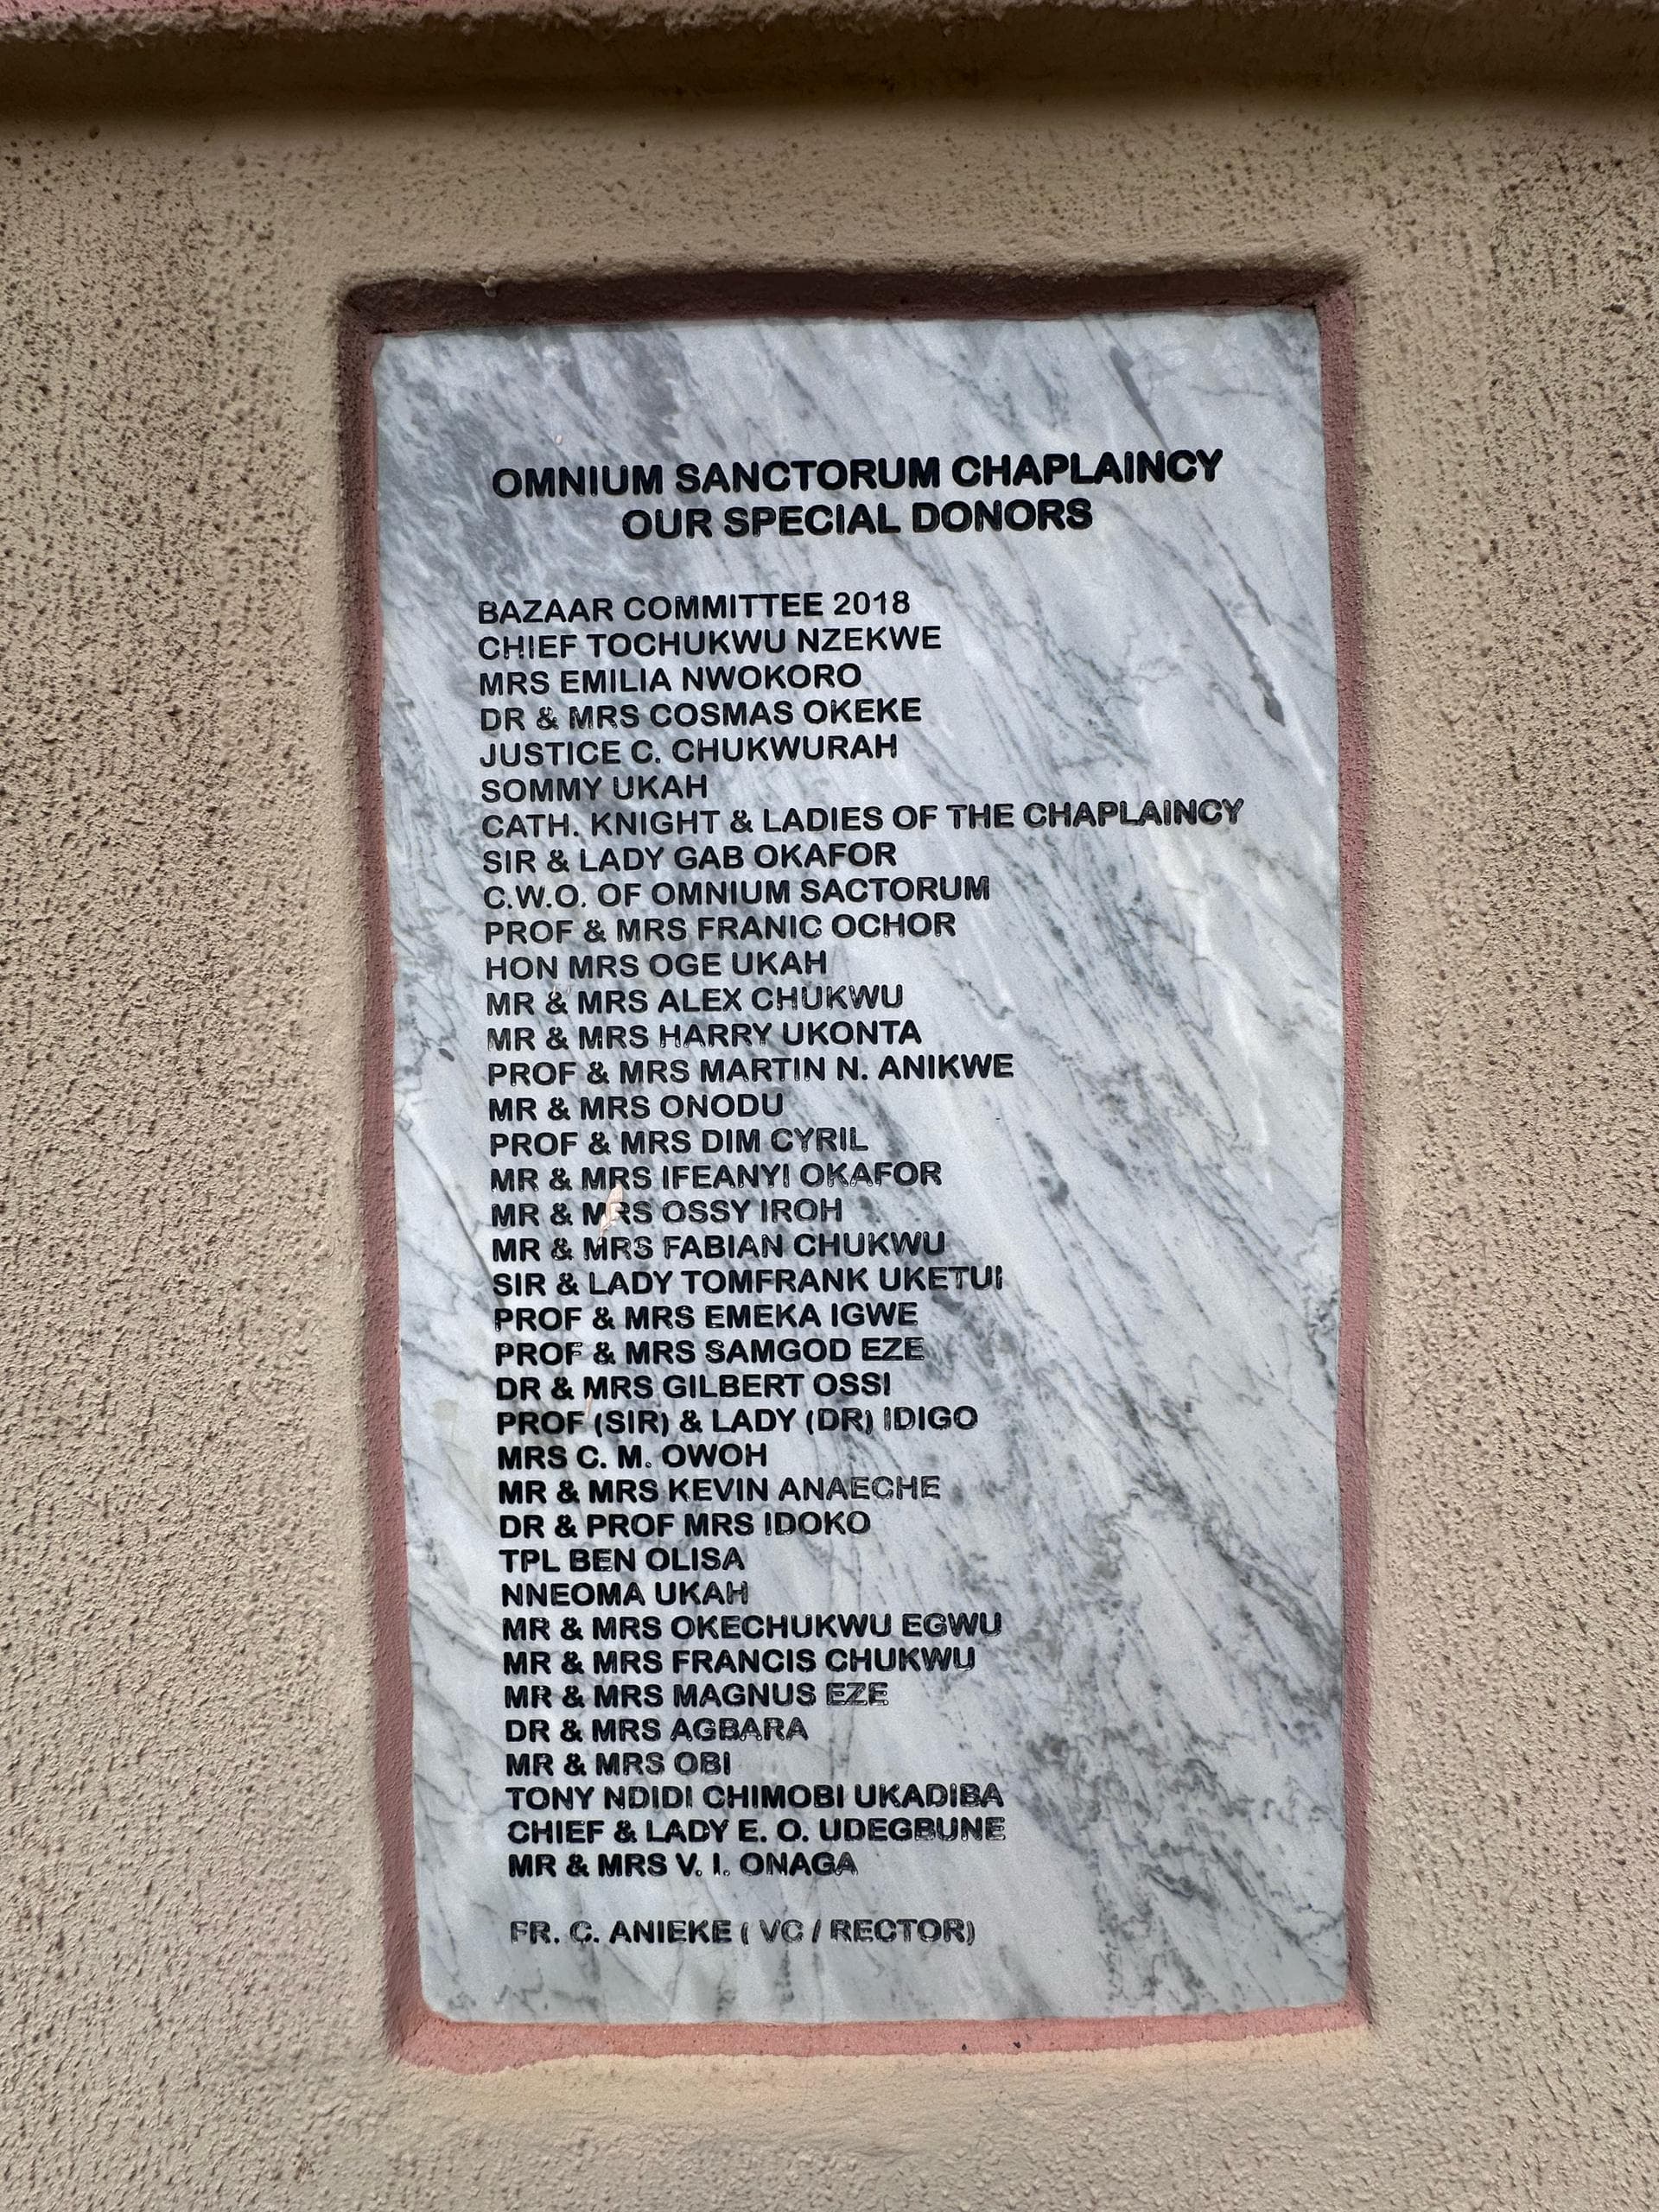 OMNIUM SANCTORUM CHAPLAINCY
OUR SPECIAL DONORS
BAZAAR COMMITTEE 2018
CHIEF TOCHUKWU NZEKWE
MRS EMILIA NWOKORO
DR & MRS COSMAS OKEKE
JUSTICE C. CHUKWURAH
SOMMY UKAH
CATH. KNIGHT & LADIES OF THE CHAPLAINCY
SIR & LADY GAB OKAFOR
C.W.O. OF OMNIUM SACTORUM
PROF & MRS FRANIC OCHOR
HON MRS OGE UKAH
MR & MRS ALEX CHUKWU
MR & MRS HARRY UKONTA
PROF & MRS MARTIN N. ANIKWE
MR & MRS ONODU
PROF & MRS DIM CYRIL
MR & MRS IFEANYI OKAFOR
MR & MRS OSSY IROH
MR & MRS FABIAN CHUKWU
SIR & LADY TOMFRANK UKETUI
PROF & MRS EMEKA IGWE
PROF & MRS SAMGOD EZE
DR & MRS GILBERT OSSI
PROF (SIR) & LADY (DR) IDIGO
MRS C. M. OWOH
MR & MRS KEVIN ANAECHE
DR & PROF MRS IDOKO
TPL BEN OLISA
NNEOMA UKAH
MR & MRS OKECHUKWU EGWU
MR & MRS FRANCIS CHUKWU
MR & MRS MAGNUS EZE
DR & MRS AGBARA
MR & MRS OBI
TONY NDIDI CHIMOBI UKADIBA
CHIEF & LADY E. O. UDEGBUNE
MR & MRS V. I. ONAGA
FR. C. ANIEKE ( VC / RECTOR)